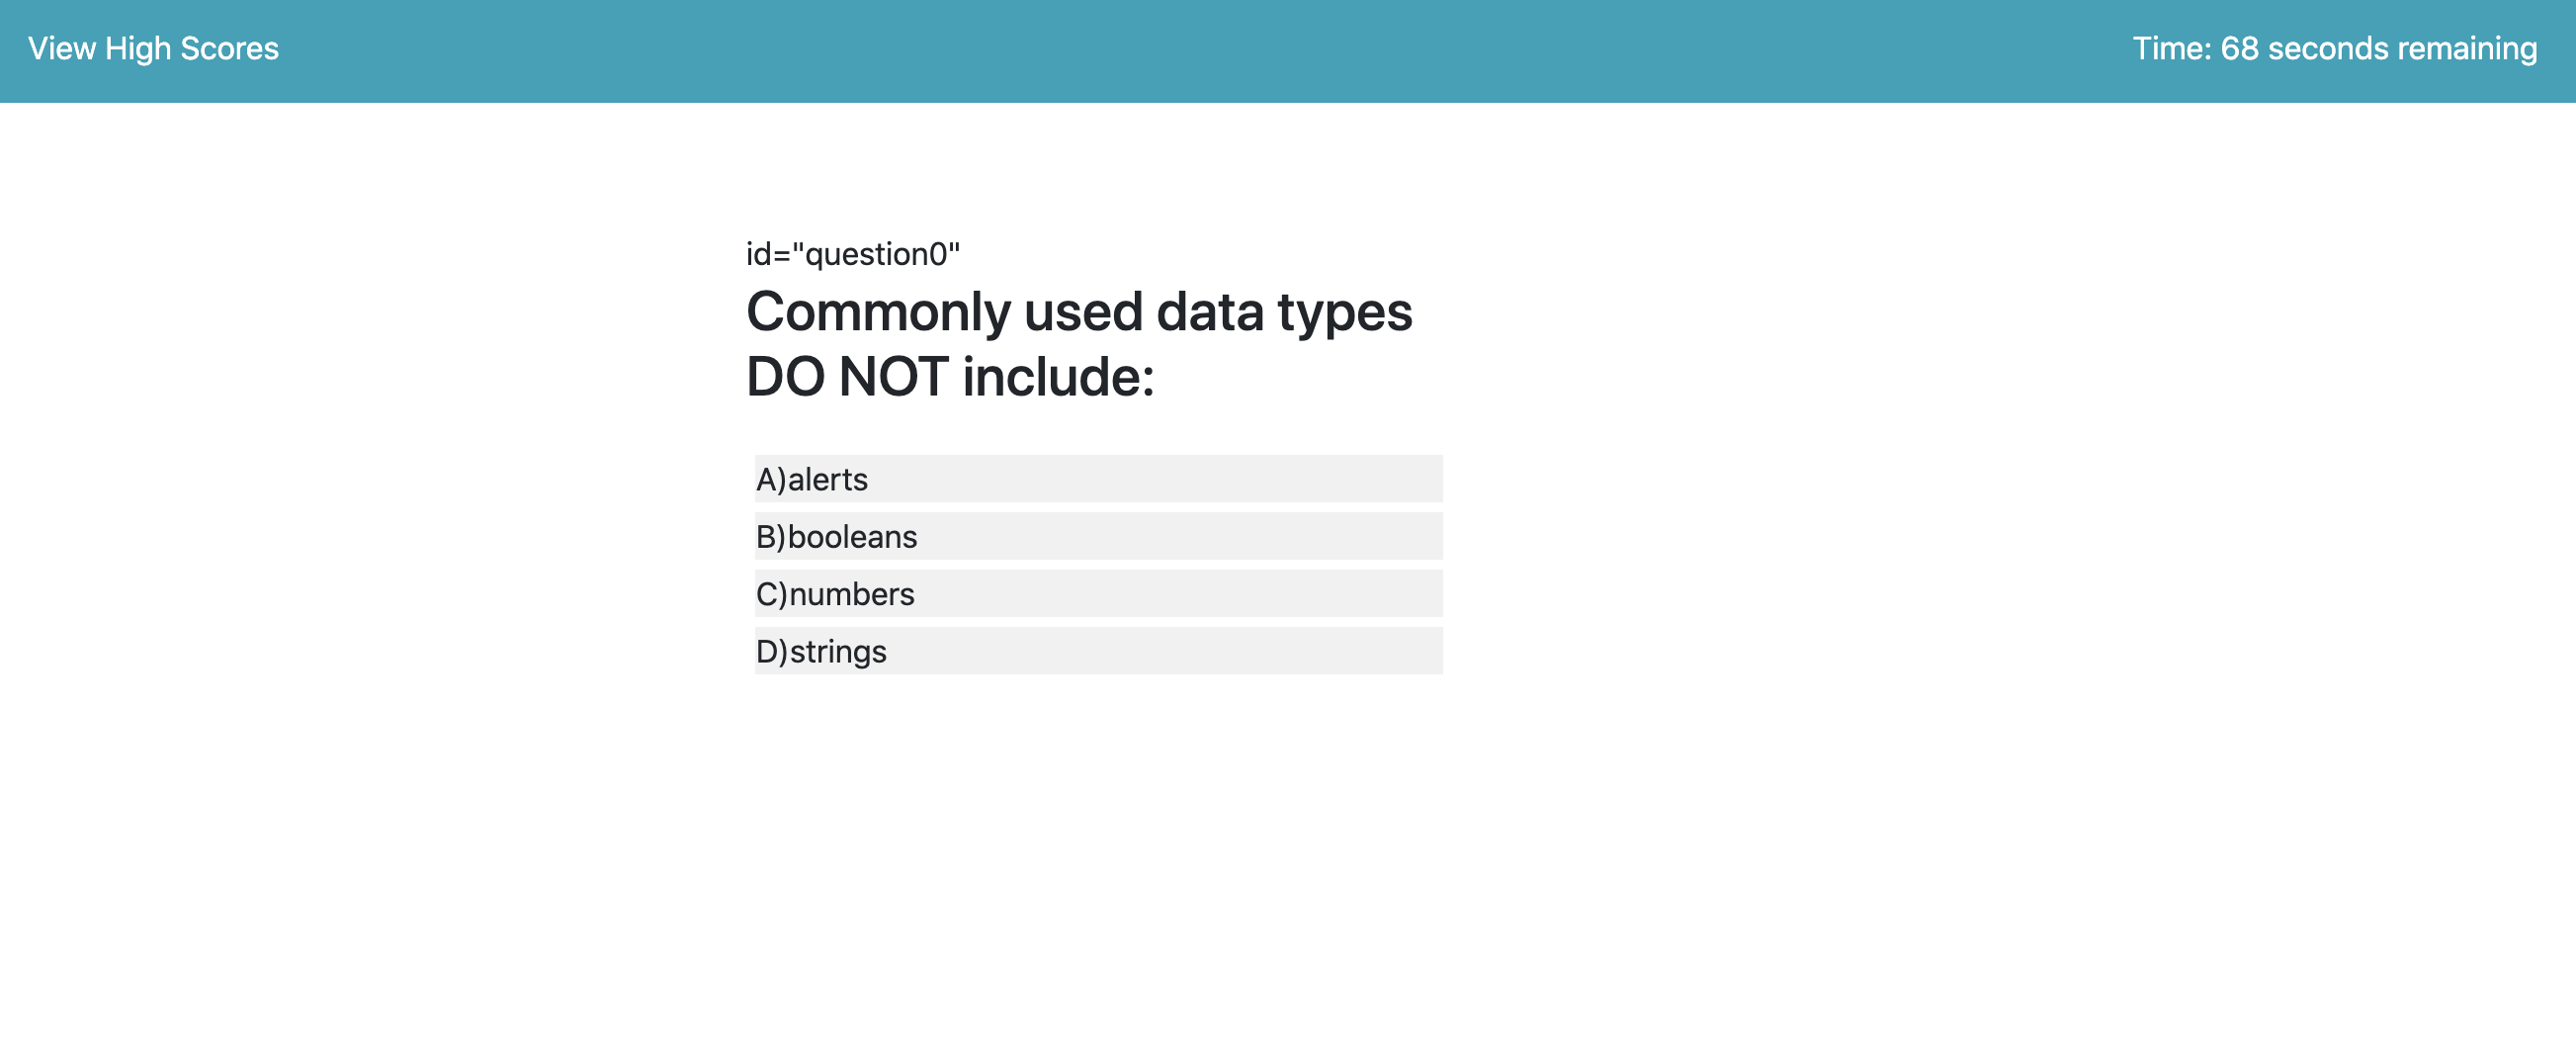 View High Scores
Time: 68 seconds remaining
id="question0"
Commonly used data types
DO NOT include:
A)alerts
B)booleans
C)numbers
D)strings